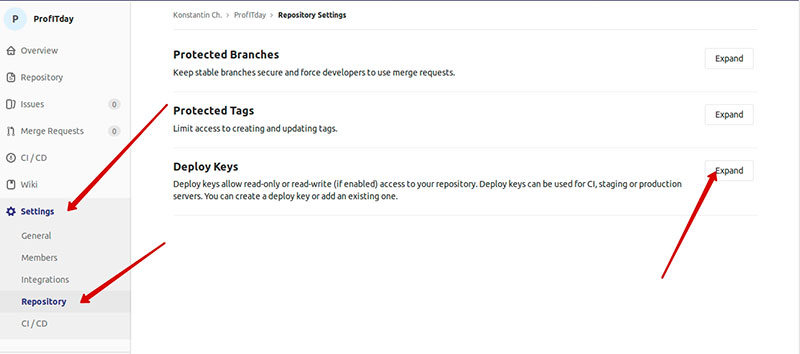 P ProfITday
Overview
Repository
Issues 0
Merge Requests 0
CI / CD
Wiki
Settings
General
Members
Integrations
Repository
CI / CD
Konstantin Ch. > ProfITday > Repository Settings
Protected Branches
Expand
Keep stable branches secure and force developers to use merge requests.
Protected Tags
Expand
Limit access to creating and updating tags.
Deploy Keys
Expand
Deploy keys allow read-only or read-write (if enabled) access to your repository. Deploy keys can be used for CI, staging or production
servers. You can create a deploy key or add an existing one.